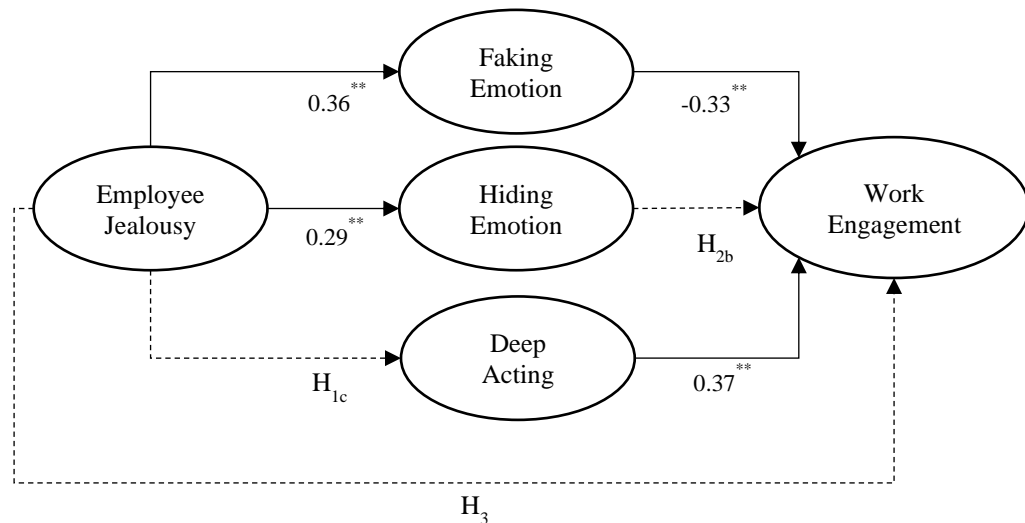 Faking
Emotion
0.36**
-0.33**
Employee
Jealousy
Hiding
Emotion
Work
Engagement
0.29**
H2b
Deep
Acting
H1c
0.37**
H3